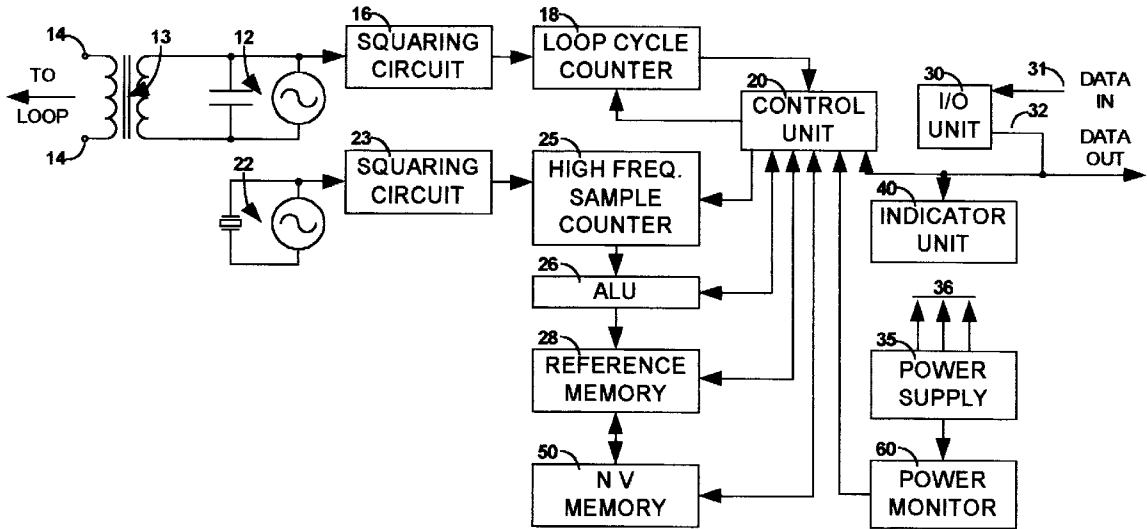 14
13
12
TO
LOOP
14
16
SQUARING
CIRCUIT
18
LOOP CYCLE
COUNTER
20
CONTROL
UNIT
30
I/O
UNIT
31
DATA
IN
32
DATA
OUT
22
23
SQUARING
CIRCUIT
25
HIGH FREQ.
SAMPLE
COUNTER
40
INDICATOR
UNIT
26
ALU
36
28
REFERENCE
MEMORY
35
POWER
SUPPLY
50
N V
MEMORY
60
POWER
MONITOR